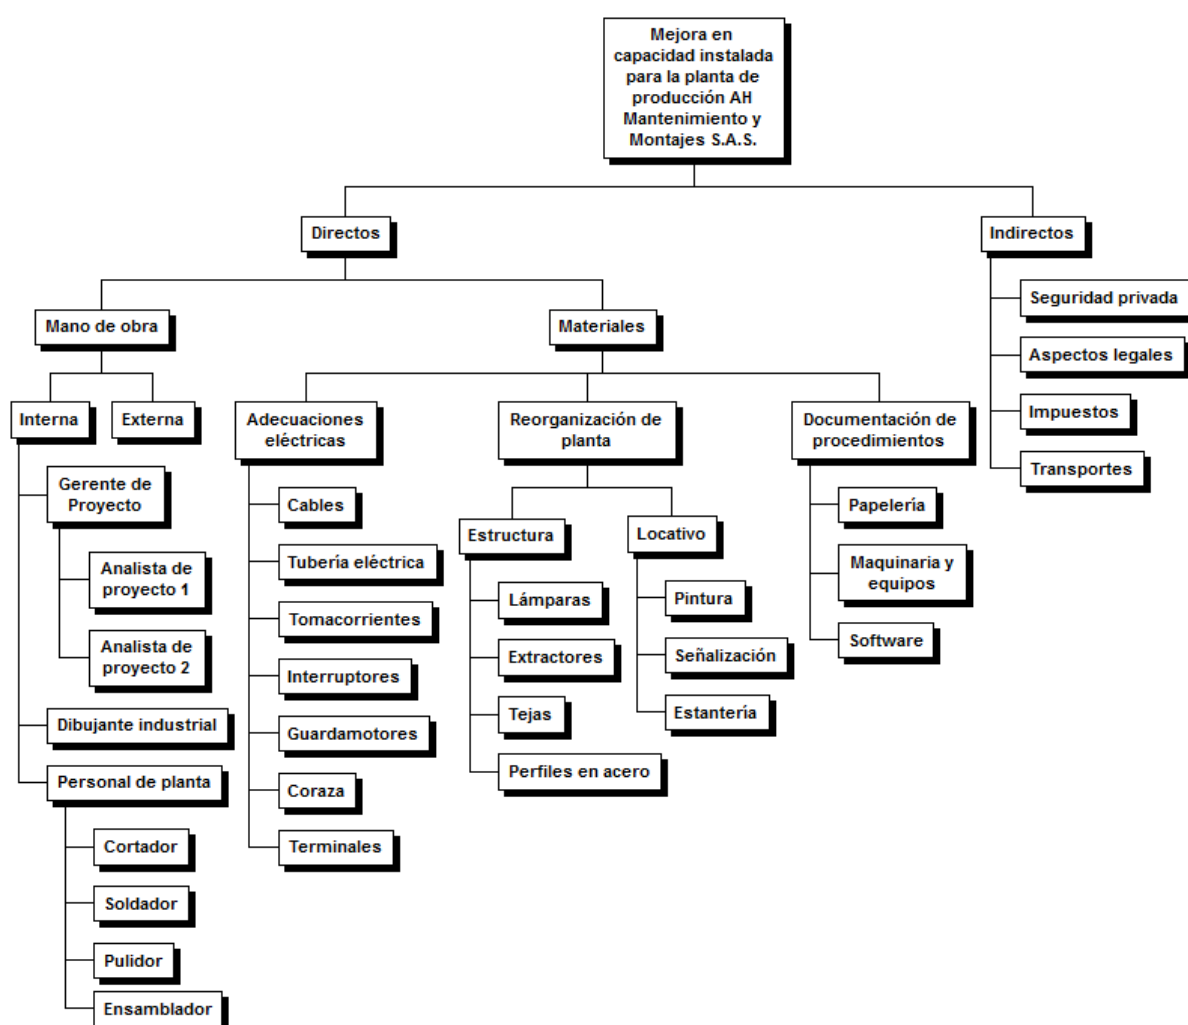 Mejora en
capacidad instalada
para la planta de
producción AH
Mantenimiento y
Montajes S.A.S.
Directos
Indirectos
Mano de obra
Materiales
Seguridad privada
Aspectos legales
Impuestos
Transportes
Interna
Externa
Adecuaciones
eléctricas
Reorganización de
planta
Documentación de
procedimientos
Gerente de
Proyecto
Analista de
proyecto 1
Analista de
proyecto 2
Dibujante industrial
Personal de planta
Cortador
Soldador
Pulidor
Ensamblador
Cables
Tubería eléctrica
Tomacorrientes
Interruptores
Guardamotores
Coraza
Terminales
Estructura
Lámparas
Extractores
Tejas
Perfiles en acero
Locativo
Pintura
Señalización
Estantería
Papelería
Maquinaria y
equipos
Software